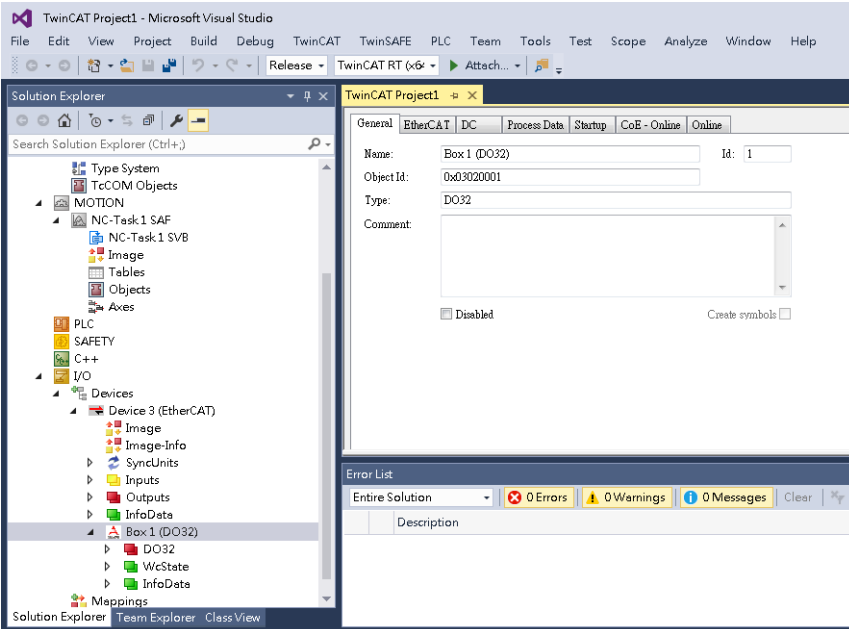 TwinCAT Project1 - Microsoft Visual Studio
File Edit View Project Build Debug TwinCAT TwinSAFE PLC Team Tools Test Scope Analyze Window Help
Release TwinCAT RT (x6 Attach...
Solution Explorer
Search Solution Explorer (Ctrl+;)
Type System
TcCOM Objects
MOTION
NC-Task 1 SAF
NC-Task 1 SVB
Image
Tables
Objects
Axes
PLC
SAFETY
C++
I/O
Devices
Device 3 (EtherCAT)
Image
Image-Info
SyncUnits
Inputs
Outputs
InfoData
Box 1 (DO32)
DO32
WcState
InfoData
Mappings
Solution Explorer Team Explorer Class View
TwinCAT Project1
General EtherCAT DC Process Data Startup CoE - Online Online
Name: Box 1 (DO32) Id: 1
Object Id: 0x03020001
Type: DO32
Comment:
Disabled Create symbols
Error List
Entire Solution 0 Errors 0 Warnings 0 Messages Clear
Description